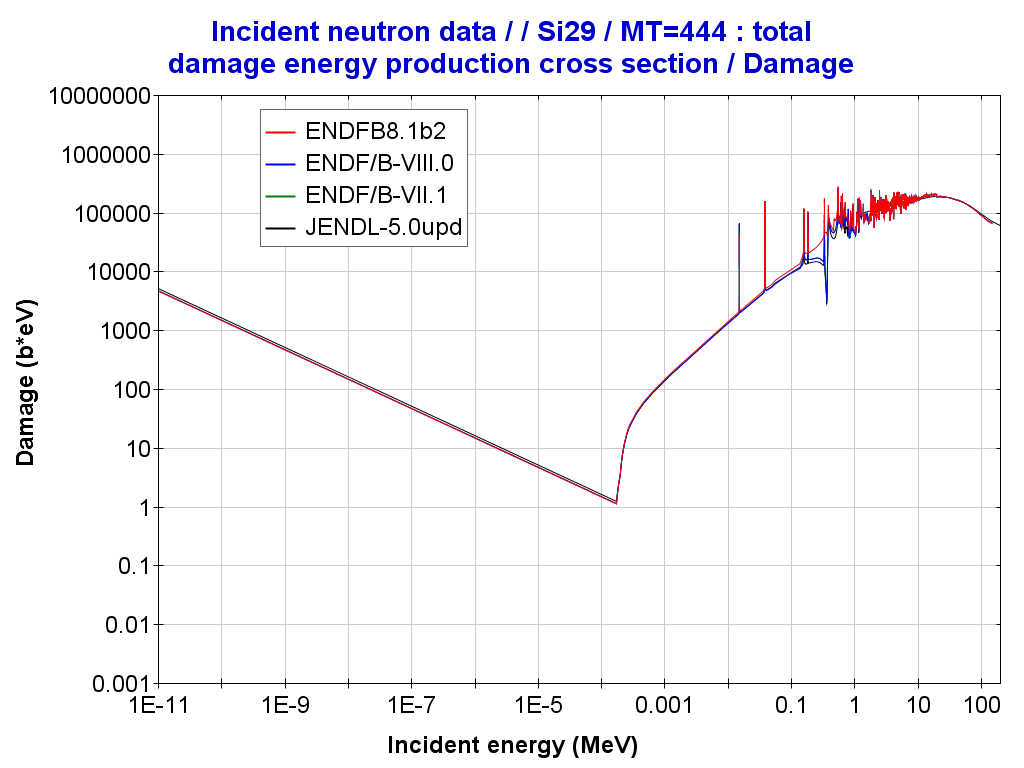 Incident neutron data / / Si29 / MT=444 : total
damage energy production cross section / Damage
10000000
1000000
100000
10000
1000
100
10
1
0.1
0.01
0.001
ENDFB8.1b2
ENDF/B-VIII.0
ENDF/B-VII.1
JENDL-5.0upd
Damage (b*eV)
1E-11
1E-9
1E-7
1E-5
0.001
0.1
1
10
100
Incident energy (MeV)